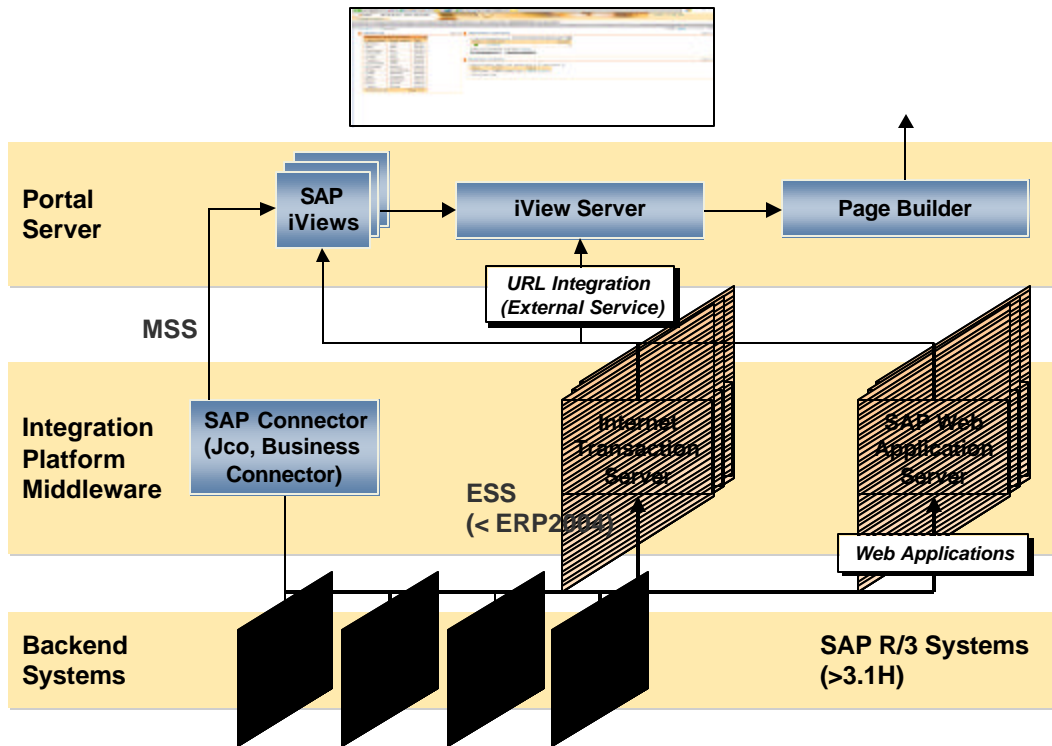 Portal
Server
SAP
iViews
iView Server
Page Builder
URL Integration
(External Service)
MSS
Integration
Platform
Middleware
SAP Connector
(Jco, Business
Connector)
Internet
Transaction
Server
SAP Web
Application
Server
ESS
(< ERP2004)
Web Applications
Backend
Systems
SAP R/3 Systems
(>3.1H)